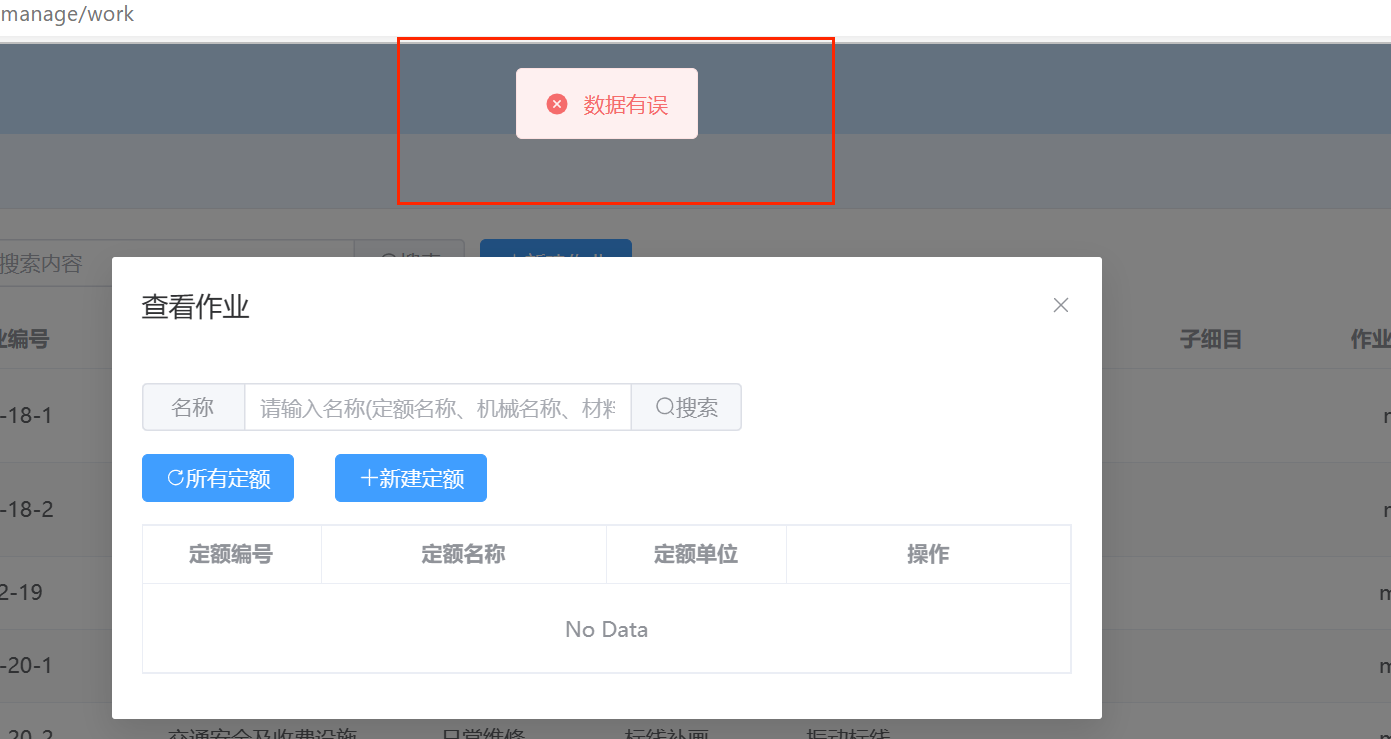 manage/work
数据有误
搜索内容
查看作业
业编号
子细目
作业
名称
请输入名称(定额名称、机械名称、材料
搜索
-18-1
所有定额
新建定额
-18-2
定额编号
定额名称
定额单位
操作
2-19
No Data
-20-1
-20-2
交通安全及收费设施
日常维修
标线补画
振动标线